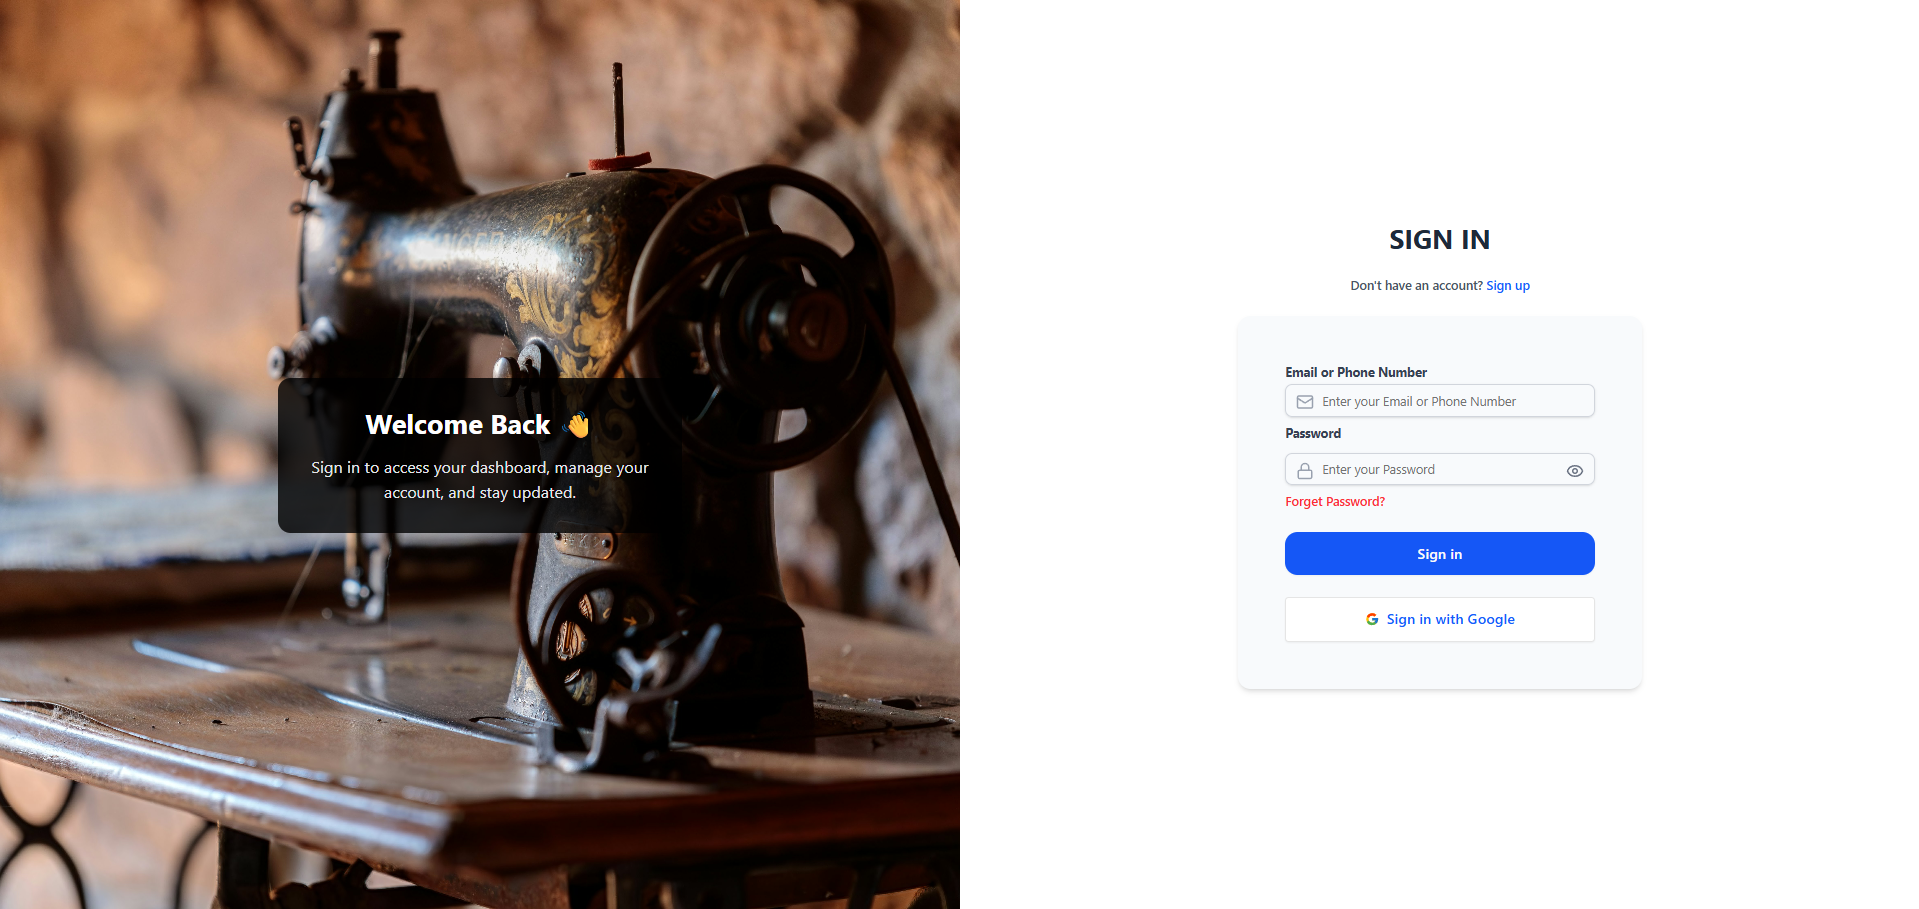 Welcome Back 👋
Sign in to access your dashboard, manage your
account, and stay updated.
SIGN IN
Don't have an account? Sign up
Email or Phone Number
Enter your Email or Phone Number
Password
Enter your Password
Forget Password?
Sign in
Sign in with Google